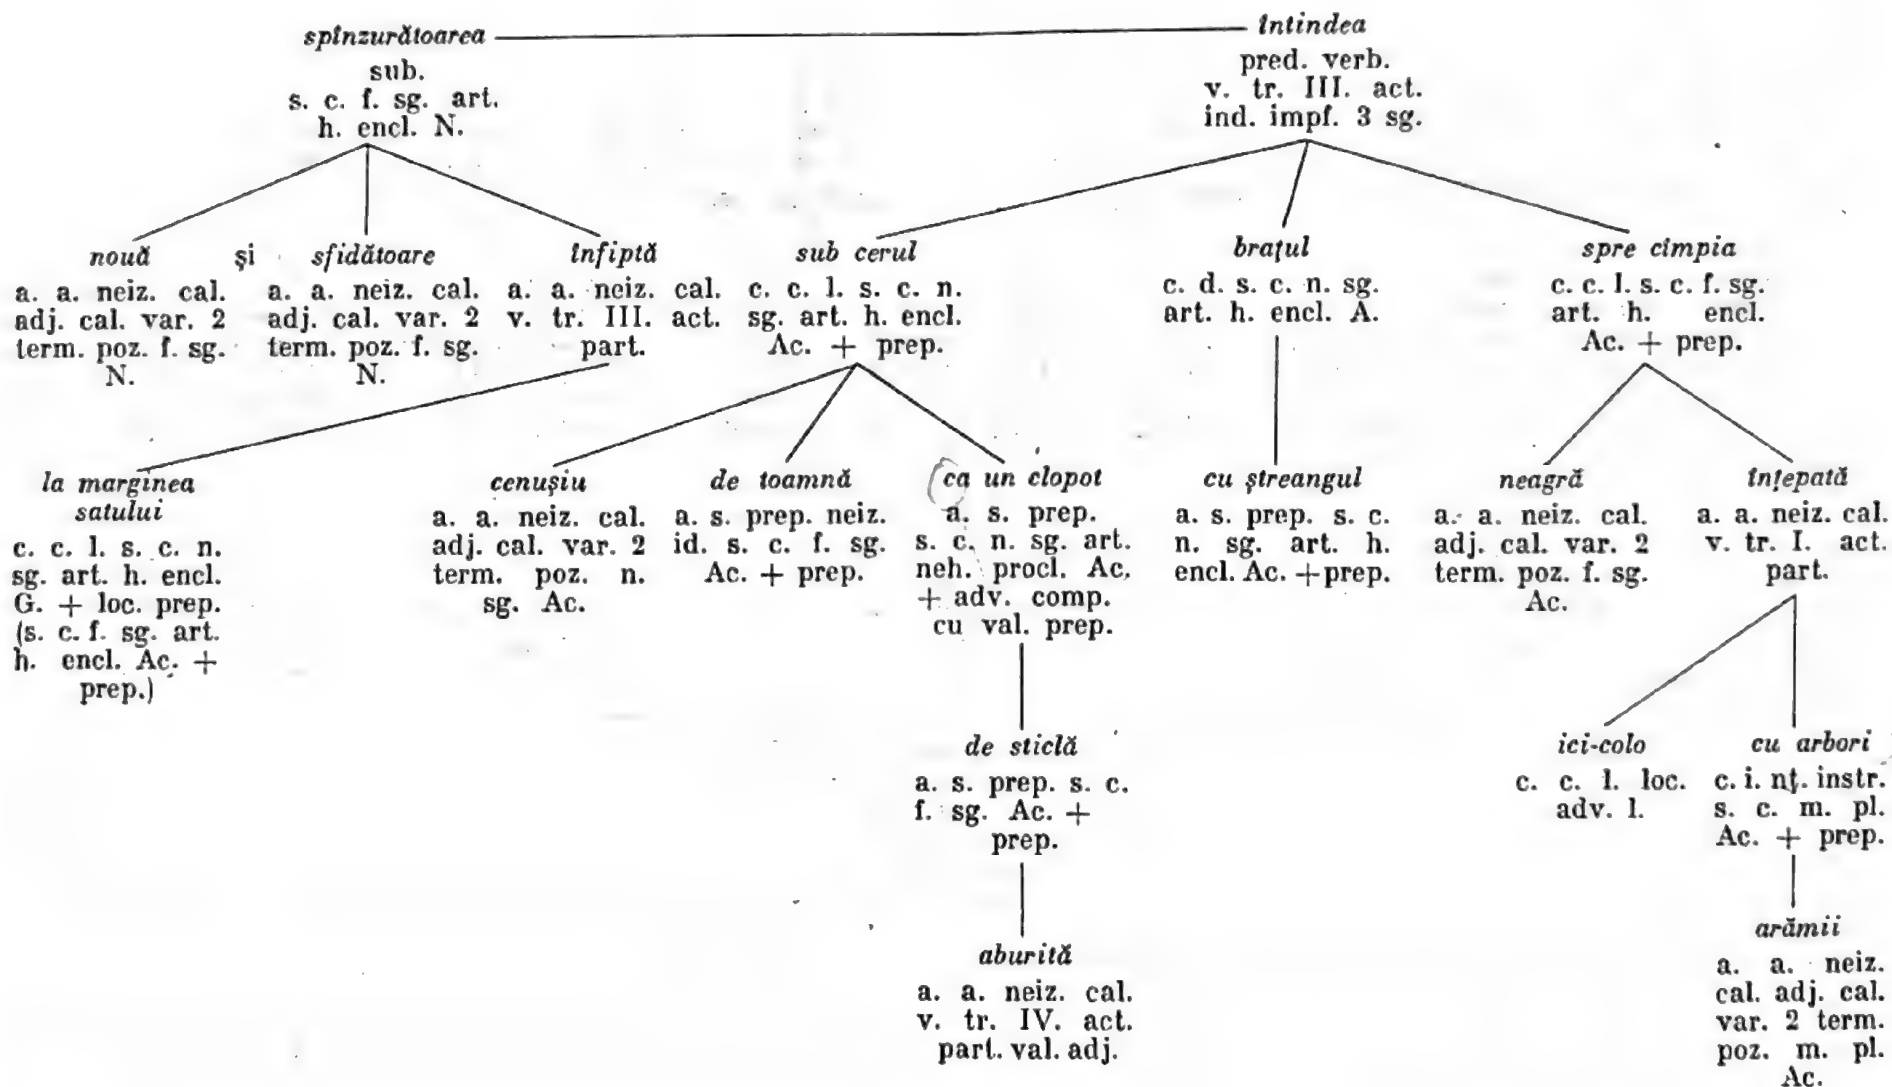 spînzurătoarea
sub.
s. c. f. sg. art.
h. encl. N.
întindea
pred. verb.
v. tr. III. act.
ind. impf. 3 sg.
nouă
a. a. neiz. cal.
adj. cal. var. 2
term. poz. f. sg.
N.
și
sfidătoare
a. a. neiz. cal.
adj. cal. var. 2
term. poz. f. sg.
N.
înfiptă
a. a. neiz. cal.
v. tr. III. act.
part.
sub cerul
c. c. l. s. c. n.
sg. art. h. encl.
Ac. + prep.
brațul
c. d. s. c. n. sg.
art. h. encl. A.
spre cîmpia
c. c. l. s. c. f. sg.
art. h. encl.
Ac. + prep.
la marginea
satului
c. c. l. s. c. n.
sg. art. h. encl.
G. + loc. prep.
(s. c. f. sg. art.
h. encl. Ac. +
prep.)
cenușiu
a. a. neiz. cal.
adj. cal. var. 2
term. poz. n.
sg. Ac.
de toamnă
a. s. prep. neiz.
id. s. c. f. sg.
Ac. + prep.
ca un clopot
a. s. prep.
s. c. n. sg. art.
neh. procl. Ac.
+ adv. comp.
cu val. prep.
cu ștreangul
a. s. prep. s. c.
n. sg. art. h.
encl. Ac. +prep.
neagră
a. a. neiz. cal.
adj. cal. var. 2
term. poz. f. sg.
Ac.
înțepată
a. a. neiz. cal.
v. tr. I. act.
part.
de sticlă
a. s. prep. s. c.
f. sg. Ac. +
prep.
ici-colo
c. c. l. loc.
adv. l.
cu arbori
c. i. nț. instr.
s. c. m. pl.
Ac. + prep.
aburită
a. a. neiz. cal.
v. tr. IV. act.
part. val. adj.
arămii
a. a. neiz.
cal. adj. cal.
var. 2 term.
poz. m. pl.
Ac.